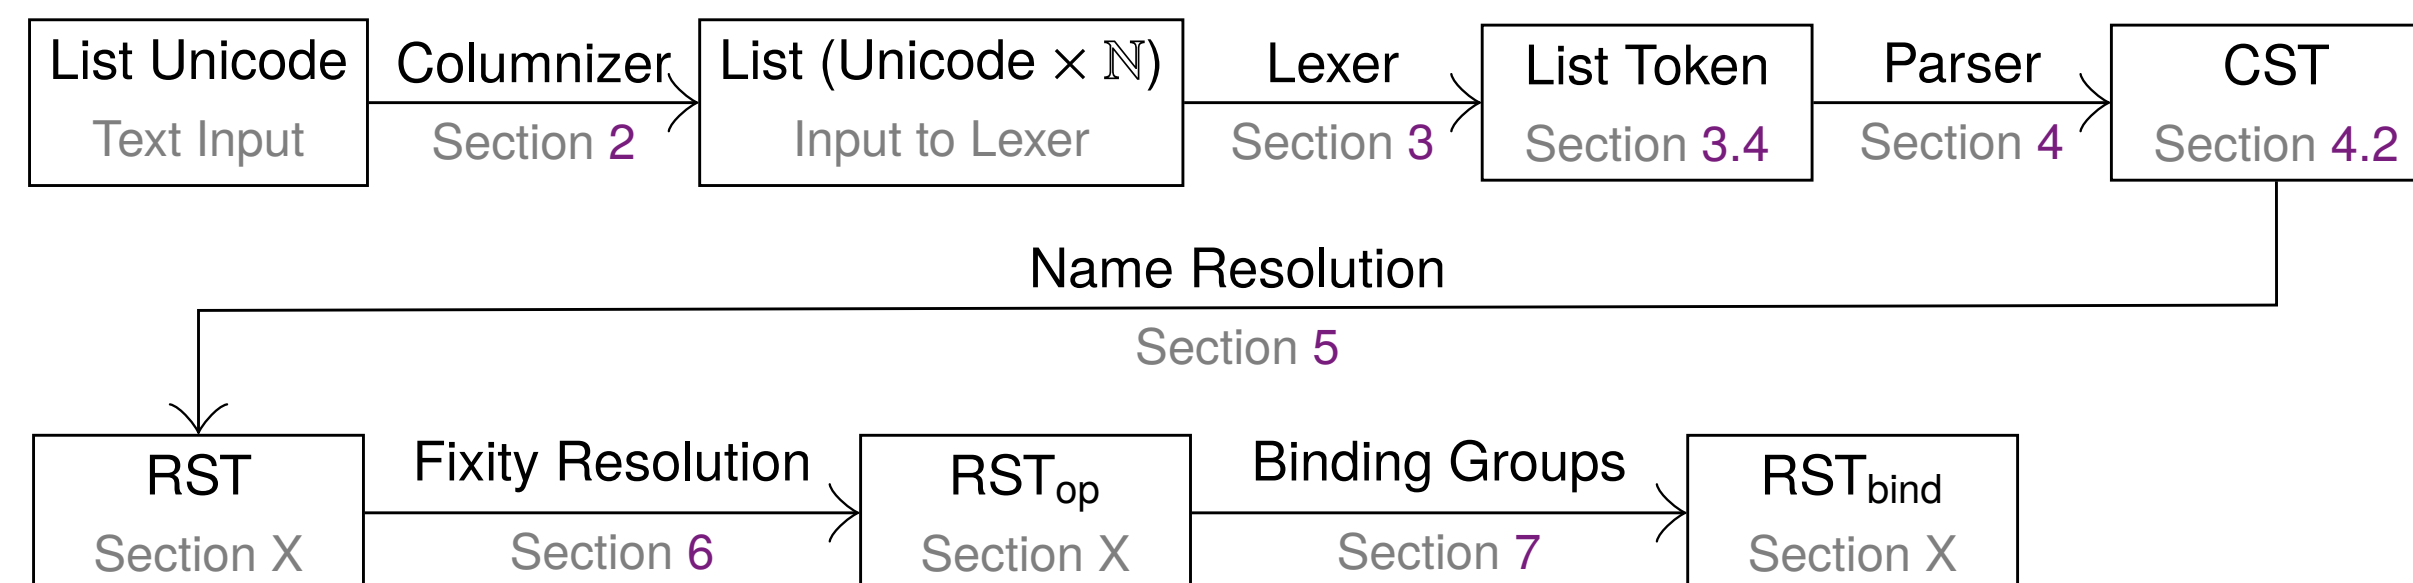 List Unicode
Columnizer
List (Unicode × ℕ)
Lexer
List Token
Parser
CST
Text Input
Section 2
Input to Lexer
Section 3
Section 3.4
Section 4
Section 4.2
Name Resolution
Section 5
RST
Fixity Resolution
RSTop
Binding Groups
RSTbind
Section X
Section 6
Section X
Section 7
Section X